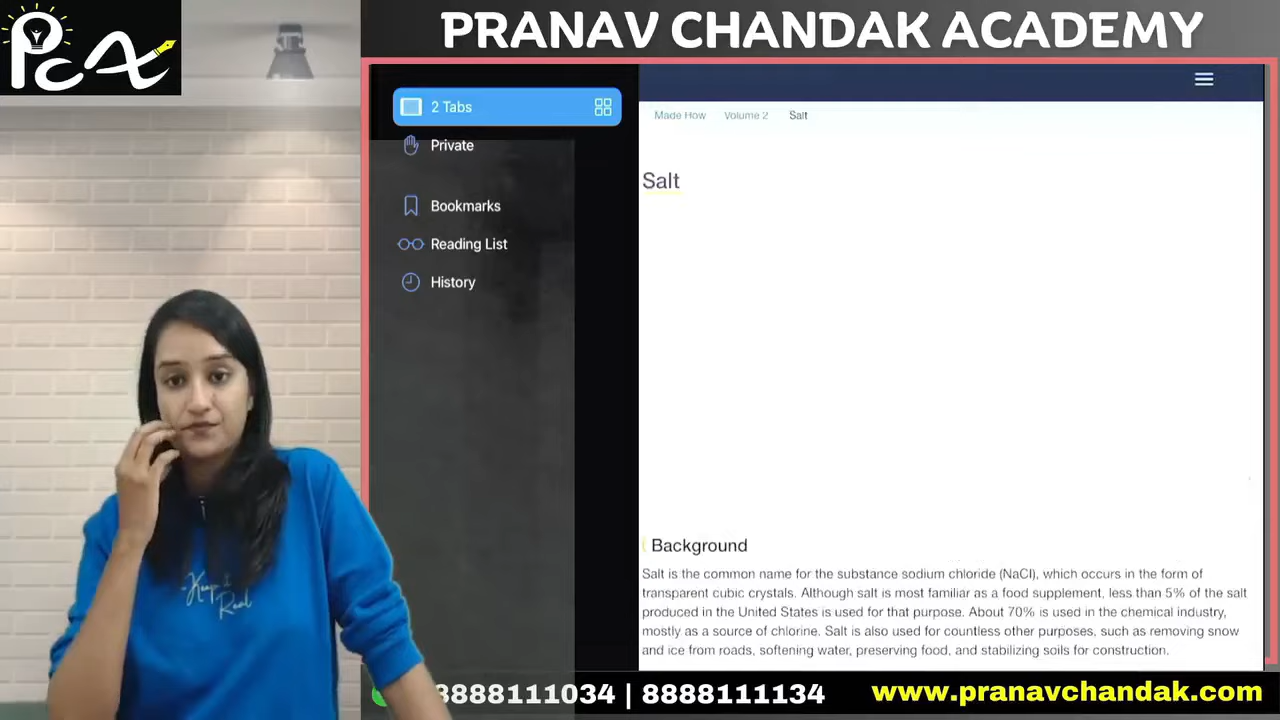 PCA
PRANAV CHANDAK ACADEMY
2 Tabs
Private
Bookmarks
Reading List
History
Made How Volume 2 Salt
Salt
Background
Salt is the common name for the substance sodium chloride (NaCl), which occurs in the form of
transparent cubic crystals. Although salt is most familiar as a food supplement, less than 5% of the salt
produced in the United States is used for that purpose. About 70% is used in the chemical industry,
mostly as a source of chlorine. Salt is also used for countless other purposes, such as removing snow
and ice from roads, softening water, preserving food, and stabilizing soils for construction.
Keep I
Real
8888111034 | 8888111134
www.pranavchandak.com